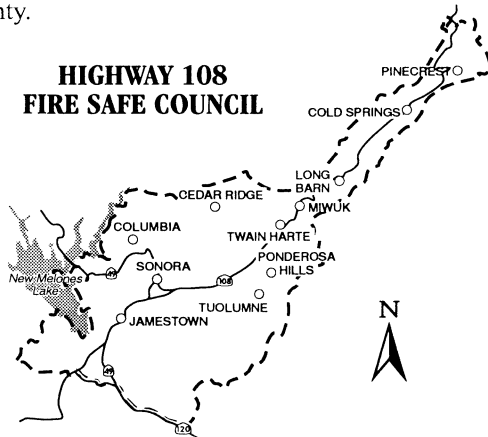 nty.
HIGHWAY 108
FIRE SAFE COUNCIL
PINECREST
COLD SPRINGS
LONG
BARN
CEDAR RIDGE
MIWUK
COLUMBIA
TWAIN HARTE
PONDEROSA
HILLS
49
SONORA
New Melones
Lake
108
TUOLUMNE
JAMESTOWN
N
49
120